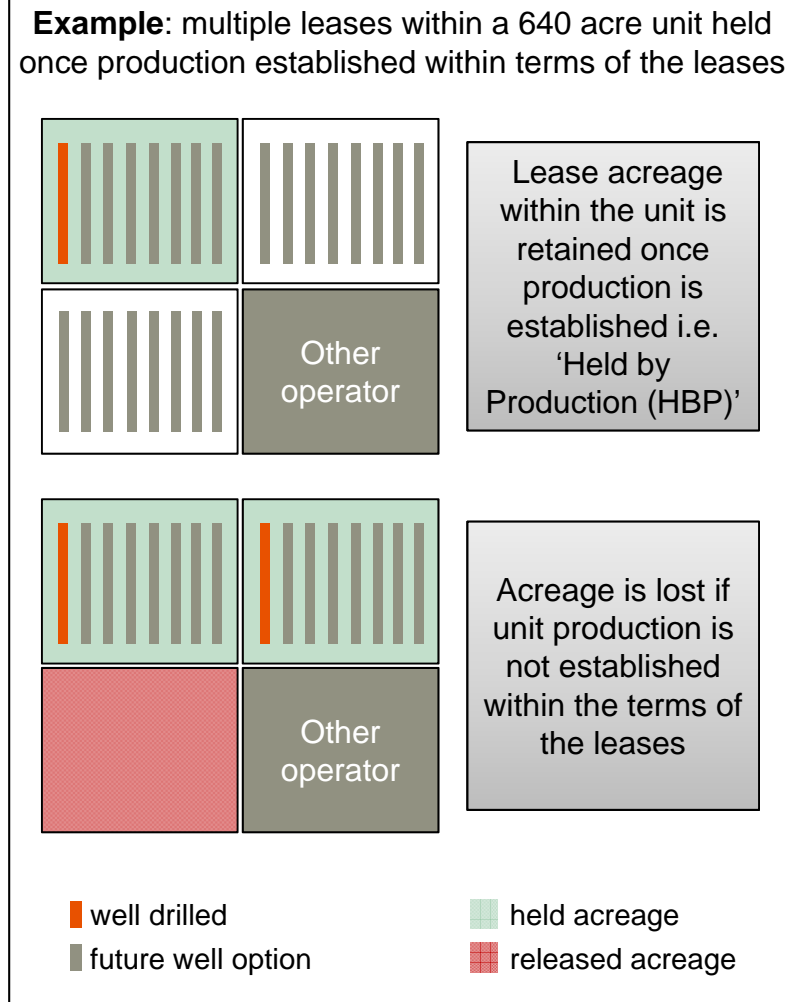 Example: multiple leases within a 640 acre unit held
once production established within terms of the leases
Lease acreage
within the unit is
retained once
production is
established i.e.
‘Held by
Production (HBP)’
Other
operator
Acreage is lost if
unit production is
not established
within the terms of
the leases
Other
operator
well drilled
future well option
held acreage
released acreage